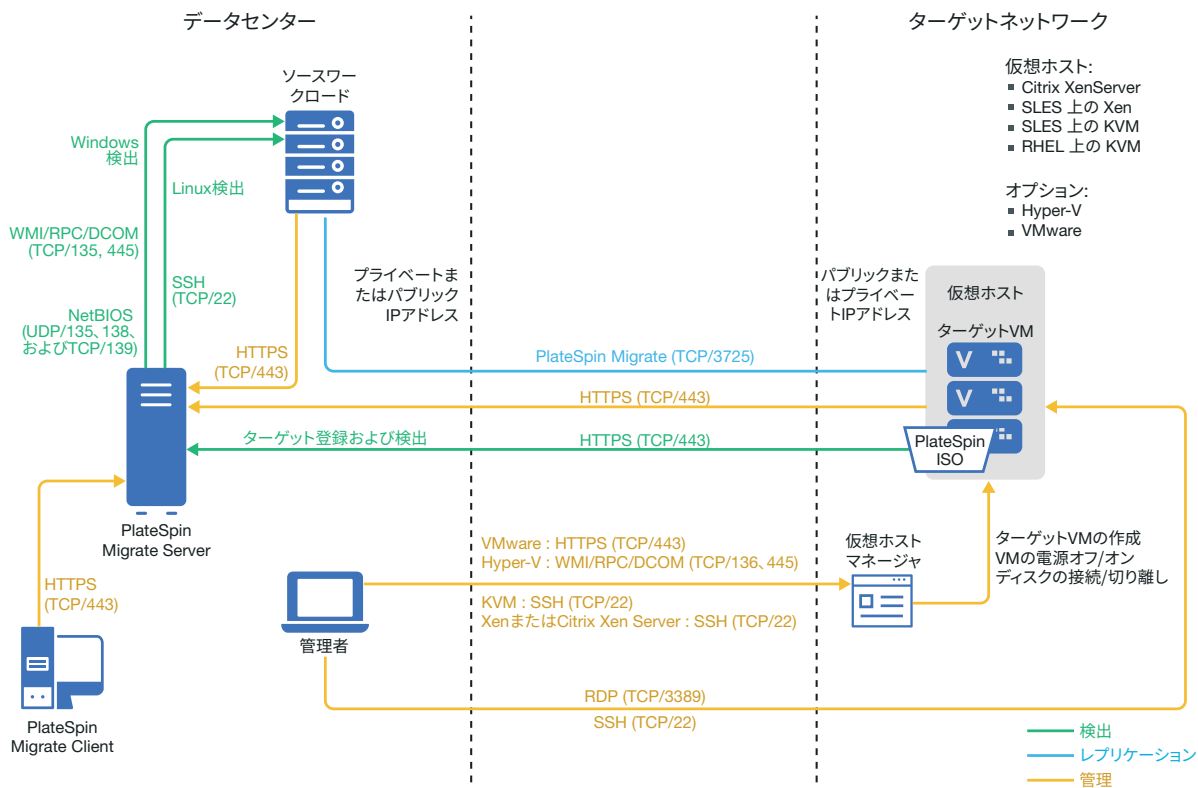 データセンター
ターゲットネットワーク
仮想ホスト:
Citrix XenServer
SLES 上の Xen
SLES 上の KVM
RHEL 上の KVM
オプション:
Hyper-V
VMware
ソースワー
クロード
Windows
検出
Linux検出
WMI/RPC/DCOM
(TCP/135, 445)
SSH
(TCP/22)
NetBIOS
(UDP/135、138、
およびTCP/139)
HTTPS
(TCP/443)
プライベートま
たはパブリック
IPアドレス
パブリックまた
はプライベー
トIPアドレス
仮想ホスト
ターゲットVM
V
V
PlateSpin
ISO
PlateSpin Migrate (TCP/3725)
HTTPS (TCP/443)
ターゲット登録および検出
HTTPS (TCP/443)
PlateSpin
Migrate Server
HTTPS
(TCP/443)
PlateSpin
Migrate Client
管理者
VMware : HTTPS (TCP/443)
Hyper-V : WMI/RPC/DCOM (TCP/136、445)
KVM : SSH (TCP/22)
XenまたはCitrix Xen Server : SSH (TCP/22)
仮想ホスト
マネージャ
ターゲットVMの作成
VMの電源オフ/オン
ディスクの接続/切り離し
RDP (TCP/3389)
SSH (TCP/22)
検出
レプリケーション
管理